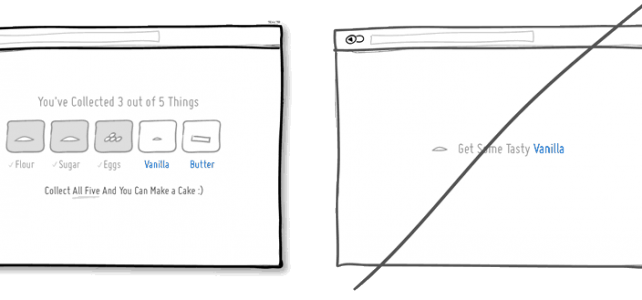 You've Collected 3 out of 5 Things
✓Flour ✓Sugar ✓Eggs Vanilla Butter
Collect All Five And You Can Make a Cake :)
Get Some Tasty Vanilla